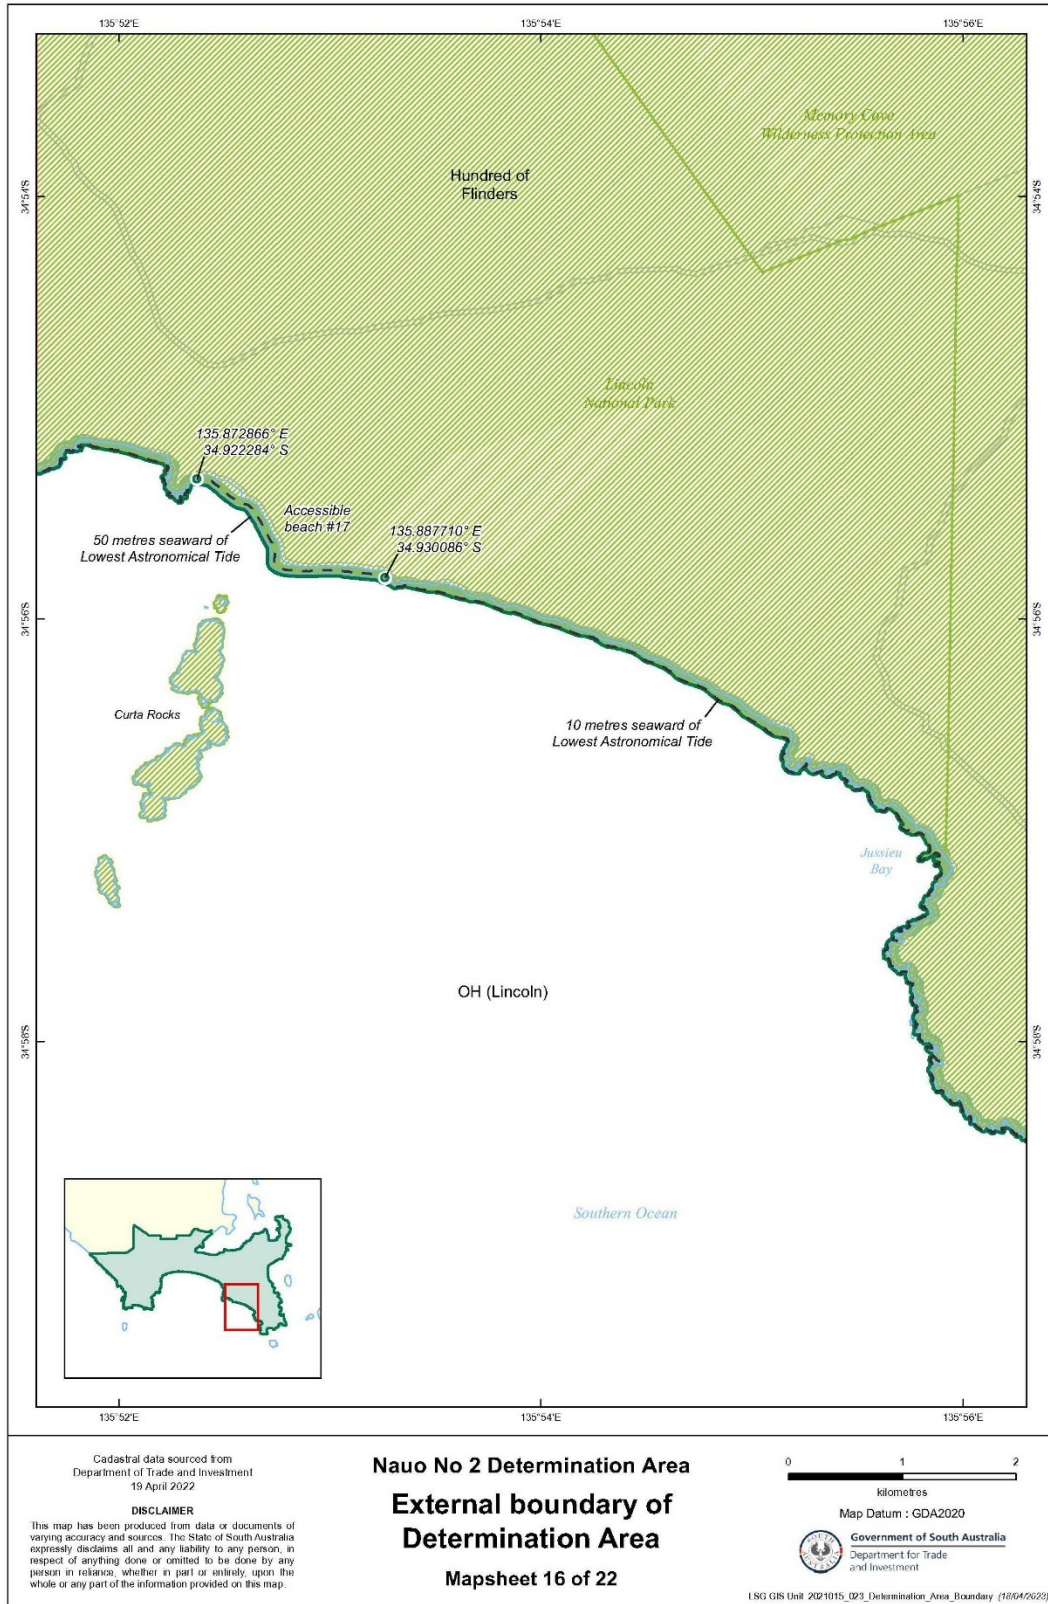 135°52'E
135°54'E
135°56'E
Memory Cove
Wilderness Protection Area
Hundred of
Flinders
34°54'S
34°54'S
Lincoln
National Park
135.872866° E
34.922284° S
Accessible
beach #17
135.887710° E
34.930086° S
50 metres seaward of
Lowest Astronomical Tide
34°56'S
34°56'S
Curta Rocks
10 metres seaward of
Lowest Astronomical Tide
Jussieu
Bay
OH (Lincoln)
34°58'S
34°58'S
Southern Ocean
135°52'E
135°54'E
135°56'E
Cadastral data sourced from
Department of Trade and Investment
19 April 2022
DISCLAIMER
This map has been produced from data or documents of
varying accuracy and sources. The State of South Australia
expressly disclaims all and any liability to any person, in
respect of anything done or omitted to be done by any
person in reliance, whether in part or entirely, upon the
whole or any part of the information provided on this map.
Nauo No 2 Determination Area
External boundary of
Determination Area
Mapsheet 16 of 22
0 1 2
kilometres
Map Datum : GDA2020
Government of South Australia
Department for Trade
and Investment
LSG GIS Unit 2021015_023_Determination_Area_Boundary (18/04/2023)